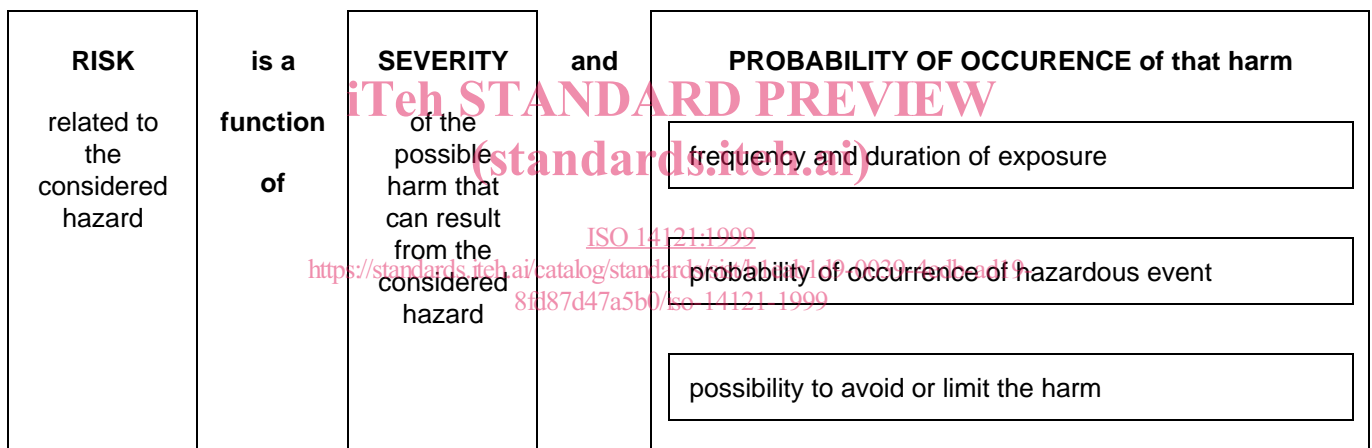 RISK
related to
the
considered
hazard
is a
function
of
SEVERITY
of the
possible
harm that
can result
from the
considered
hazard
and
PROBABILITY OF OCCURENCE of that harm
frequency and duration of exposure
probability of occurrence of hazardous event
possibility to avoid or limit the harm
iTeh STANDARD PREVIEW
(standards.iteh.ai)
ISO 14121:1999
8fd87d47a5b0/iso-14121-1999